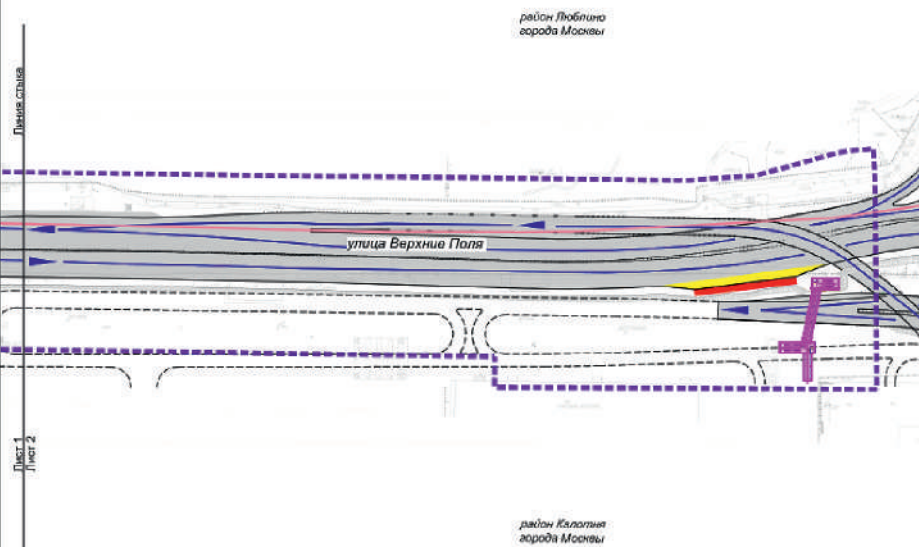 район Люблино
города Москвы
Линия стыка
улица Верхние Поля
Лист 1
Лист 2
район Капотня
города Москвы